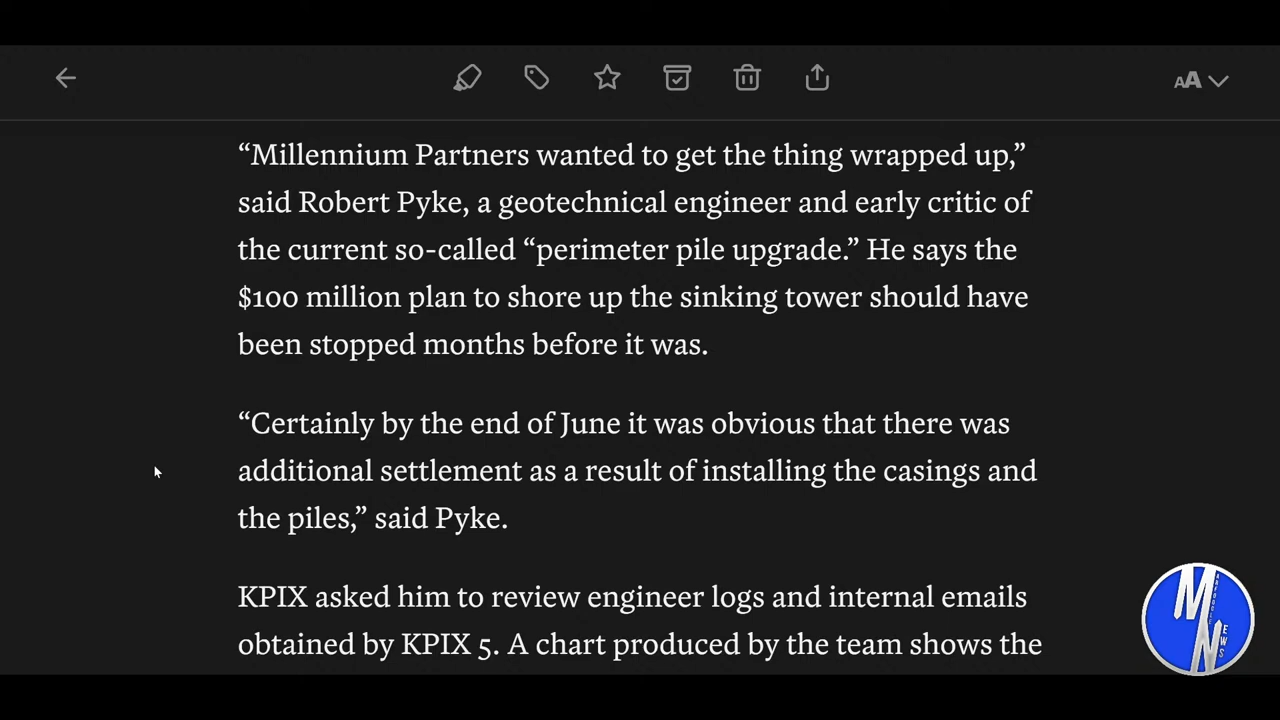 AA
“Millennium Partners wanted to get the thing wrapped up,”
said Robert Pyke, a geotechnical engineer and early critic of
the current so-called “perimeter pile upgrade.” He says the
$100 million plan to shore up the sinking tower should have
been stopped months before it was.
“Certainly by the end of June it was obvious that there was
additional settlement as a result of installing the casings and
the piles,” said Pyke.
KPIX asked him to review engineer logs and internal emails
obtained by KPIX 5. A chart produced by the team shows the
M
NEWS